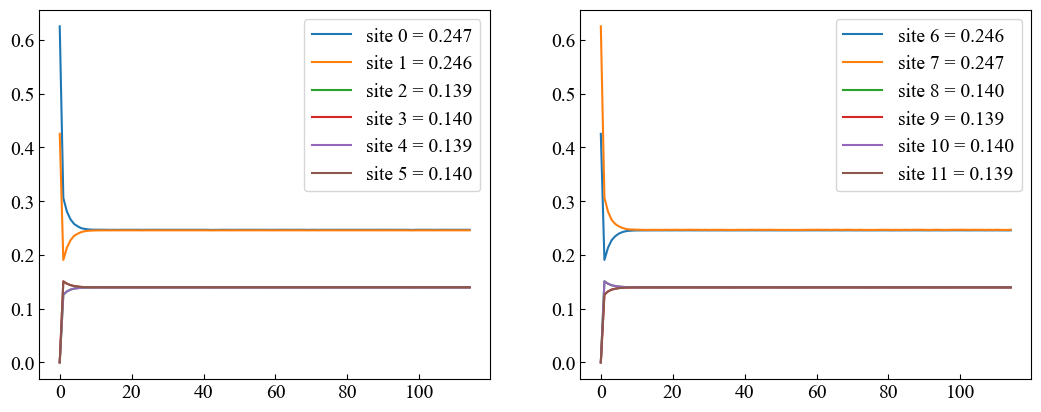 0.6
0.5
0.4
0.3
0.2
0.1
0.0
0 20 40 60 80 100
site 0 = 0.247
site 1 = 0.246
site 2 = 0.139
site 3 = 0.140
site 4 = 0.139
site 5 = 0.140
0.6
0.5
0.4
0.3
0.2
0.1
0.0
0 20 40 60 80 100
site 6 = 0.246
site 7 = 0.247
site 8 = 0.140
site 9 = 0.139
site 10 = 0.140
site 11 = 0.139